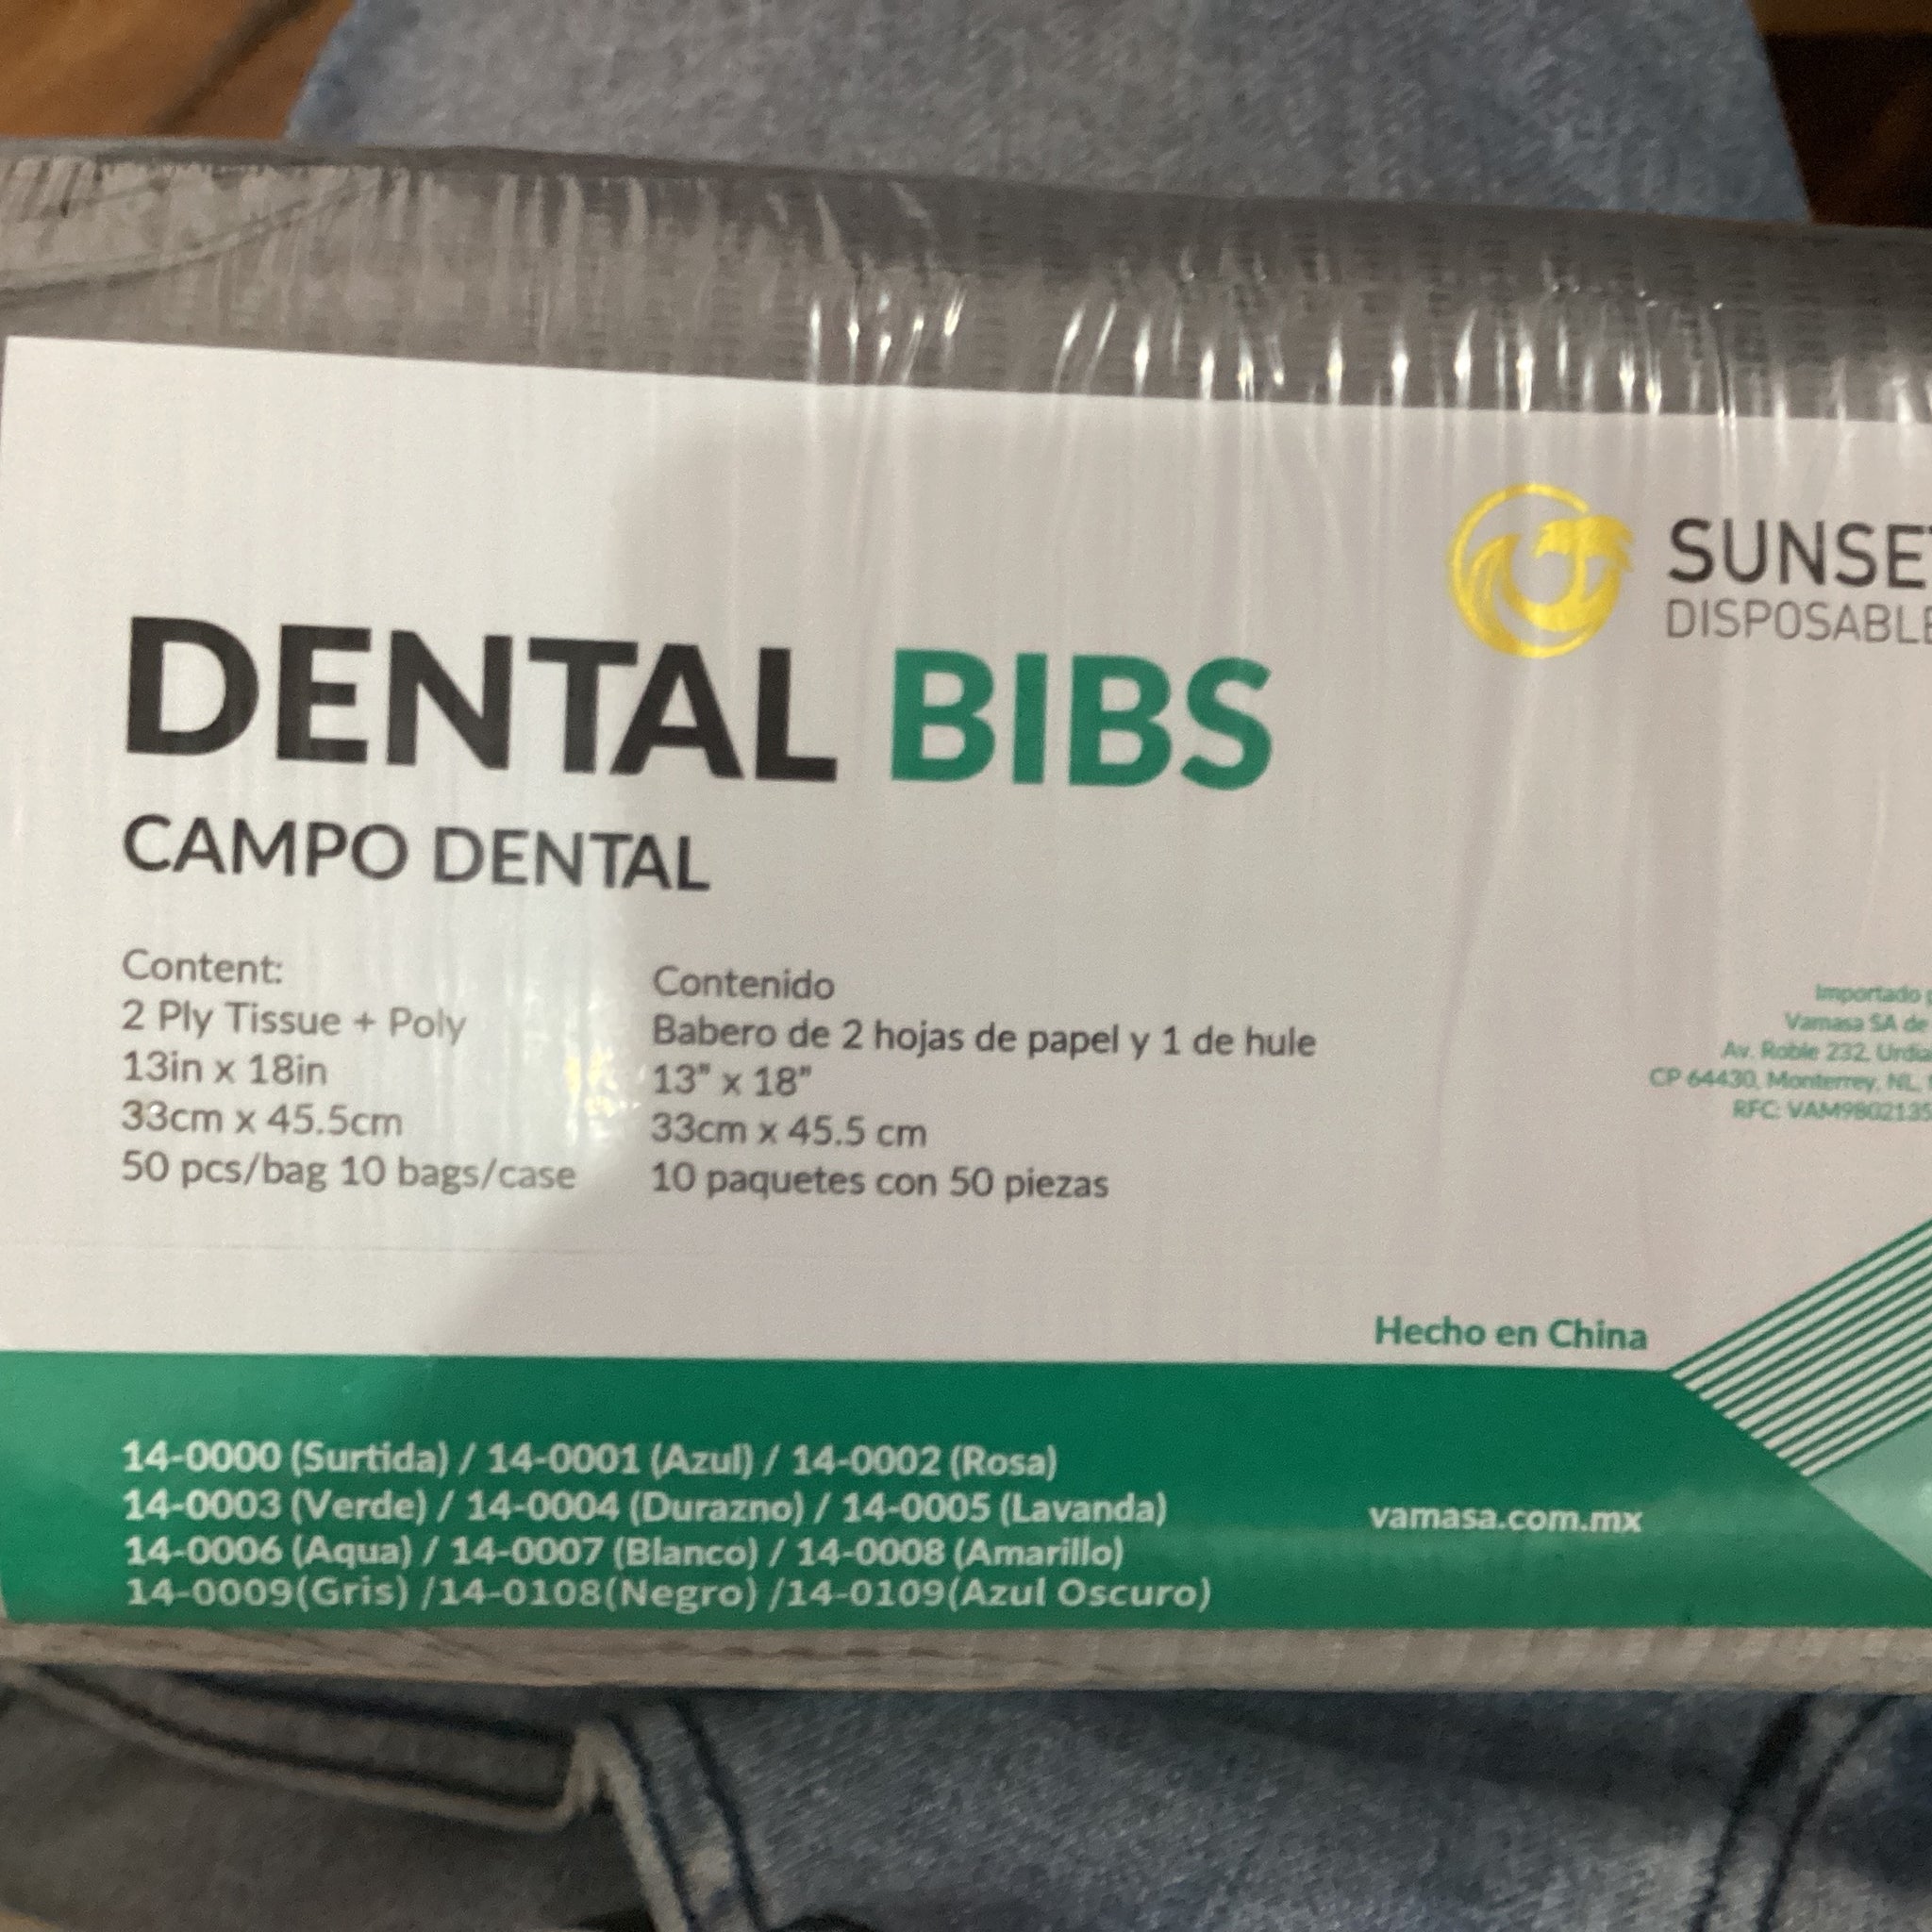 SUNSET
DISPOSABLE
DENTAL BIBS
CAMPO DENTAL
Content:
2 Ply Tissue + Poly
13in x 18in
33cm x 45.5cm
50 pcs/bag 10 bags/case
Contenido
Babero de 2 hojas de papel y 1 de hule
13” x 18”
33cm x 45.5 cm
10 paquetes con 50 piezas
Importado
Vamasa SA de
Av. Roble 232,
CP 64430, Monterrey, NL,
RFC: VAM9802135
Hecho en China
14-0000 (Surtida) / 14-0001 (Azul) / 14-0002 (Rosa)
14-0003 (Verde) / 14-0004 (Durazno) / 14-0005 (Lavanda)
14-0006 (Aqua) / 14-0007 (Blanco) / 14-0008 (Amarillo)
14-0009(Gris) /14-0108(Negro) /14-0109(Azul Oscuro)
vamasa.com.mx